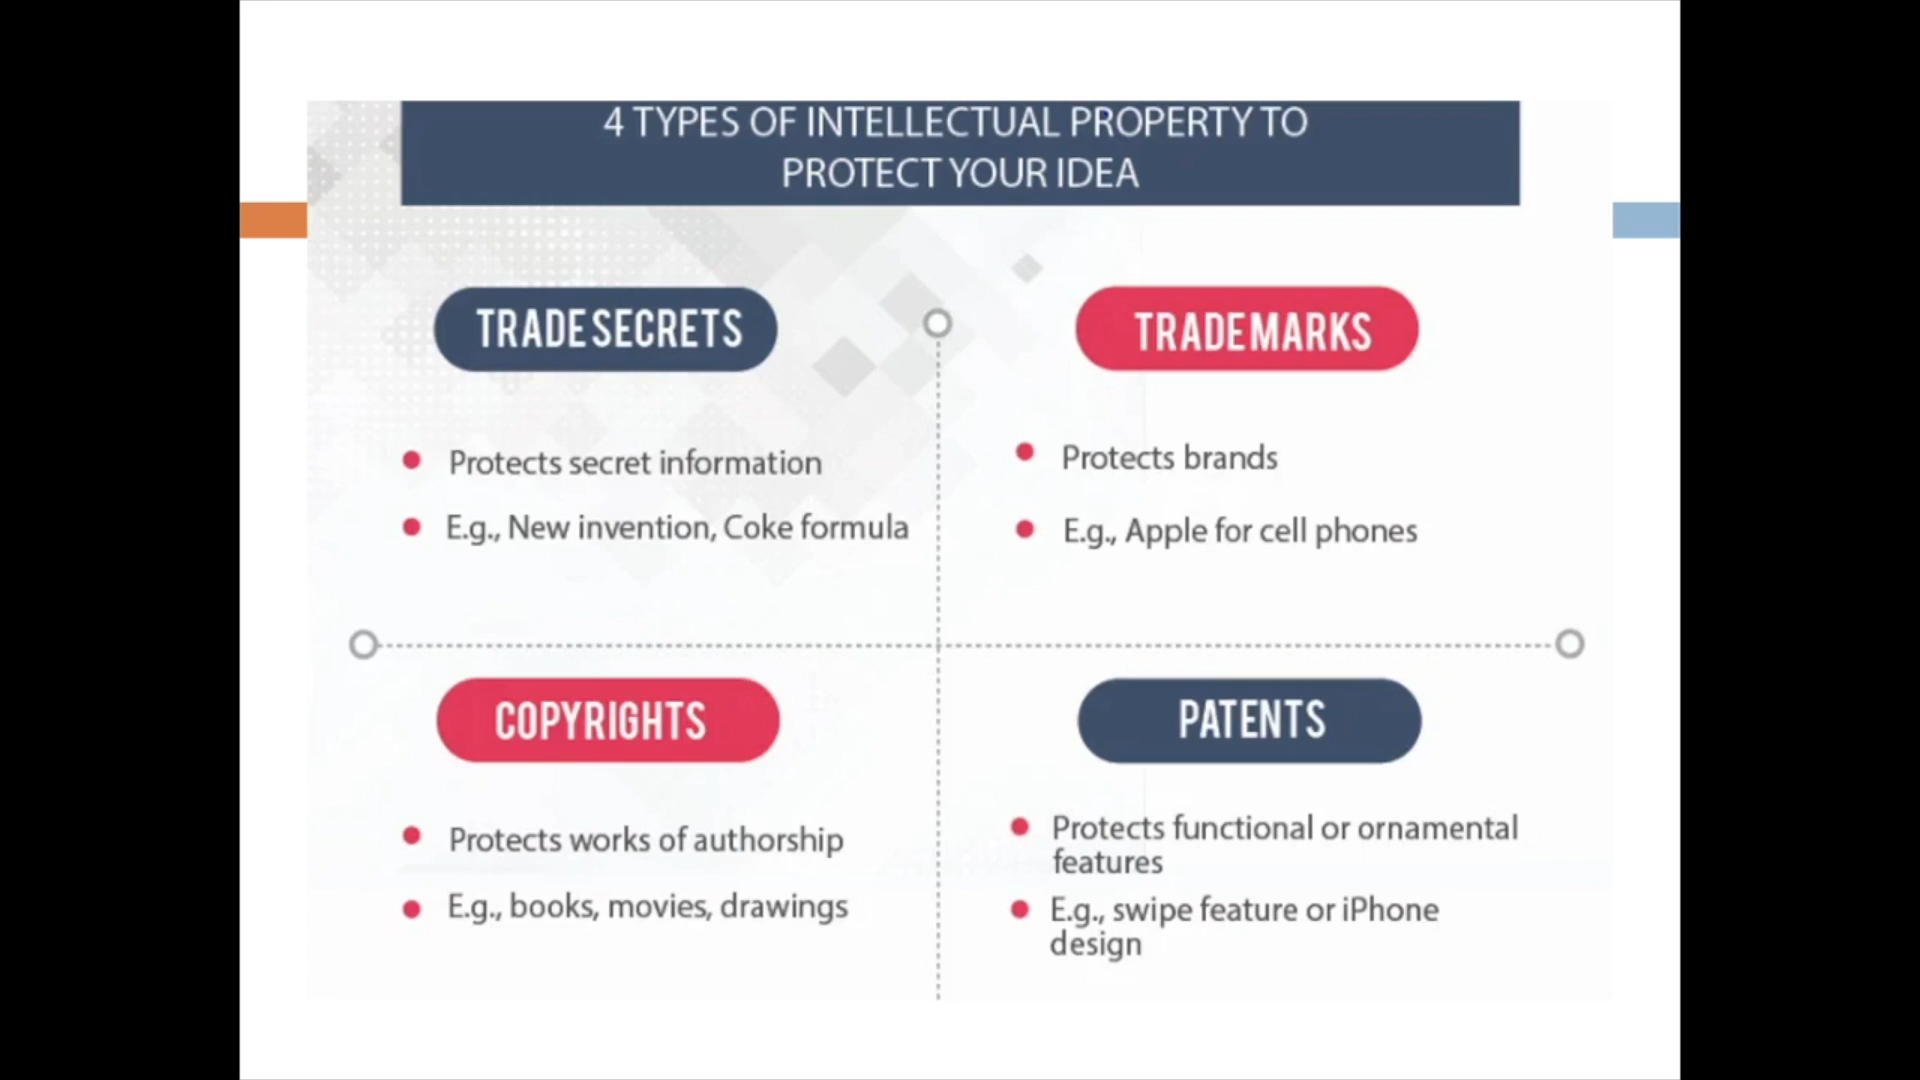 4 TYPES OF INTELLECTUAL PROPERTY TO
PROTECT YOUR IDEA
TRADE SECRETS
Protects secret information
E.g., New invention, Coke formula
TRADEMARKS
Protects brands
E.g., Apple for cell phones
COPYRIGHTS
Protects works of authorship
E.g., books, movies, drawings
PATENTS
Protects functional or ornamental
features
E.g., swipe feature or iPhone
design